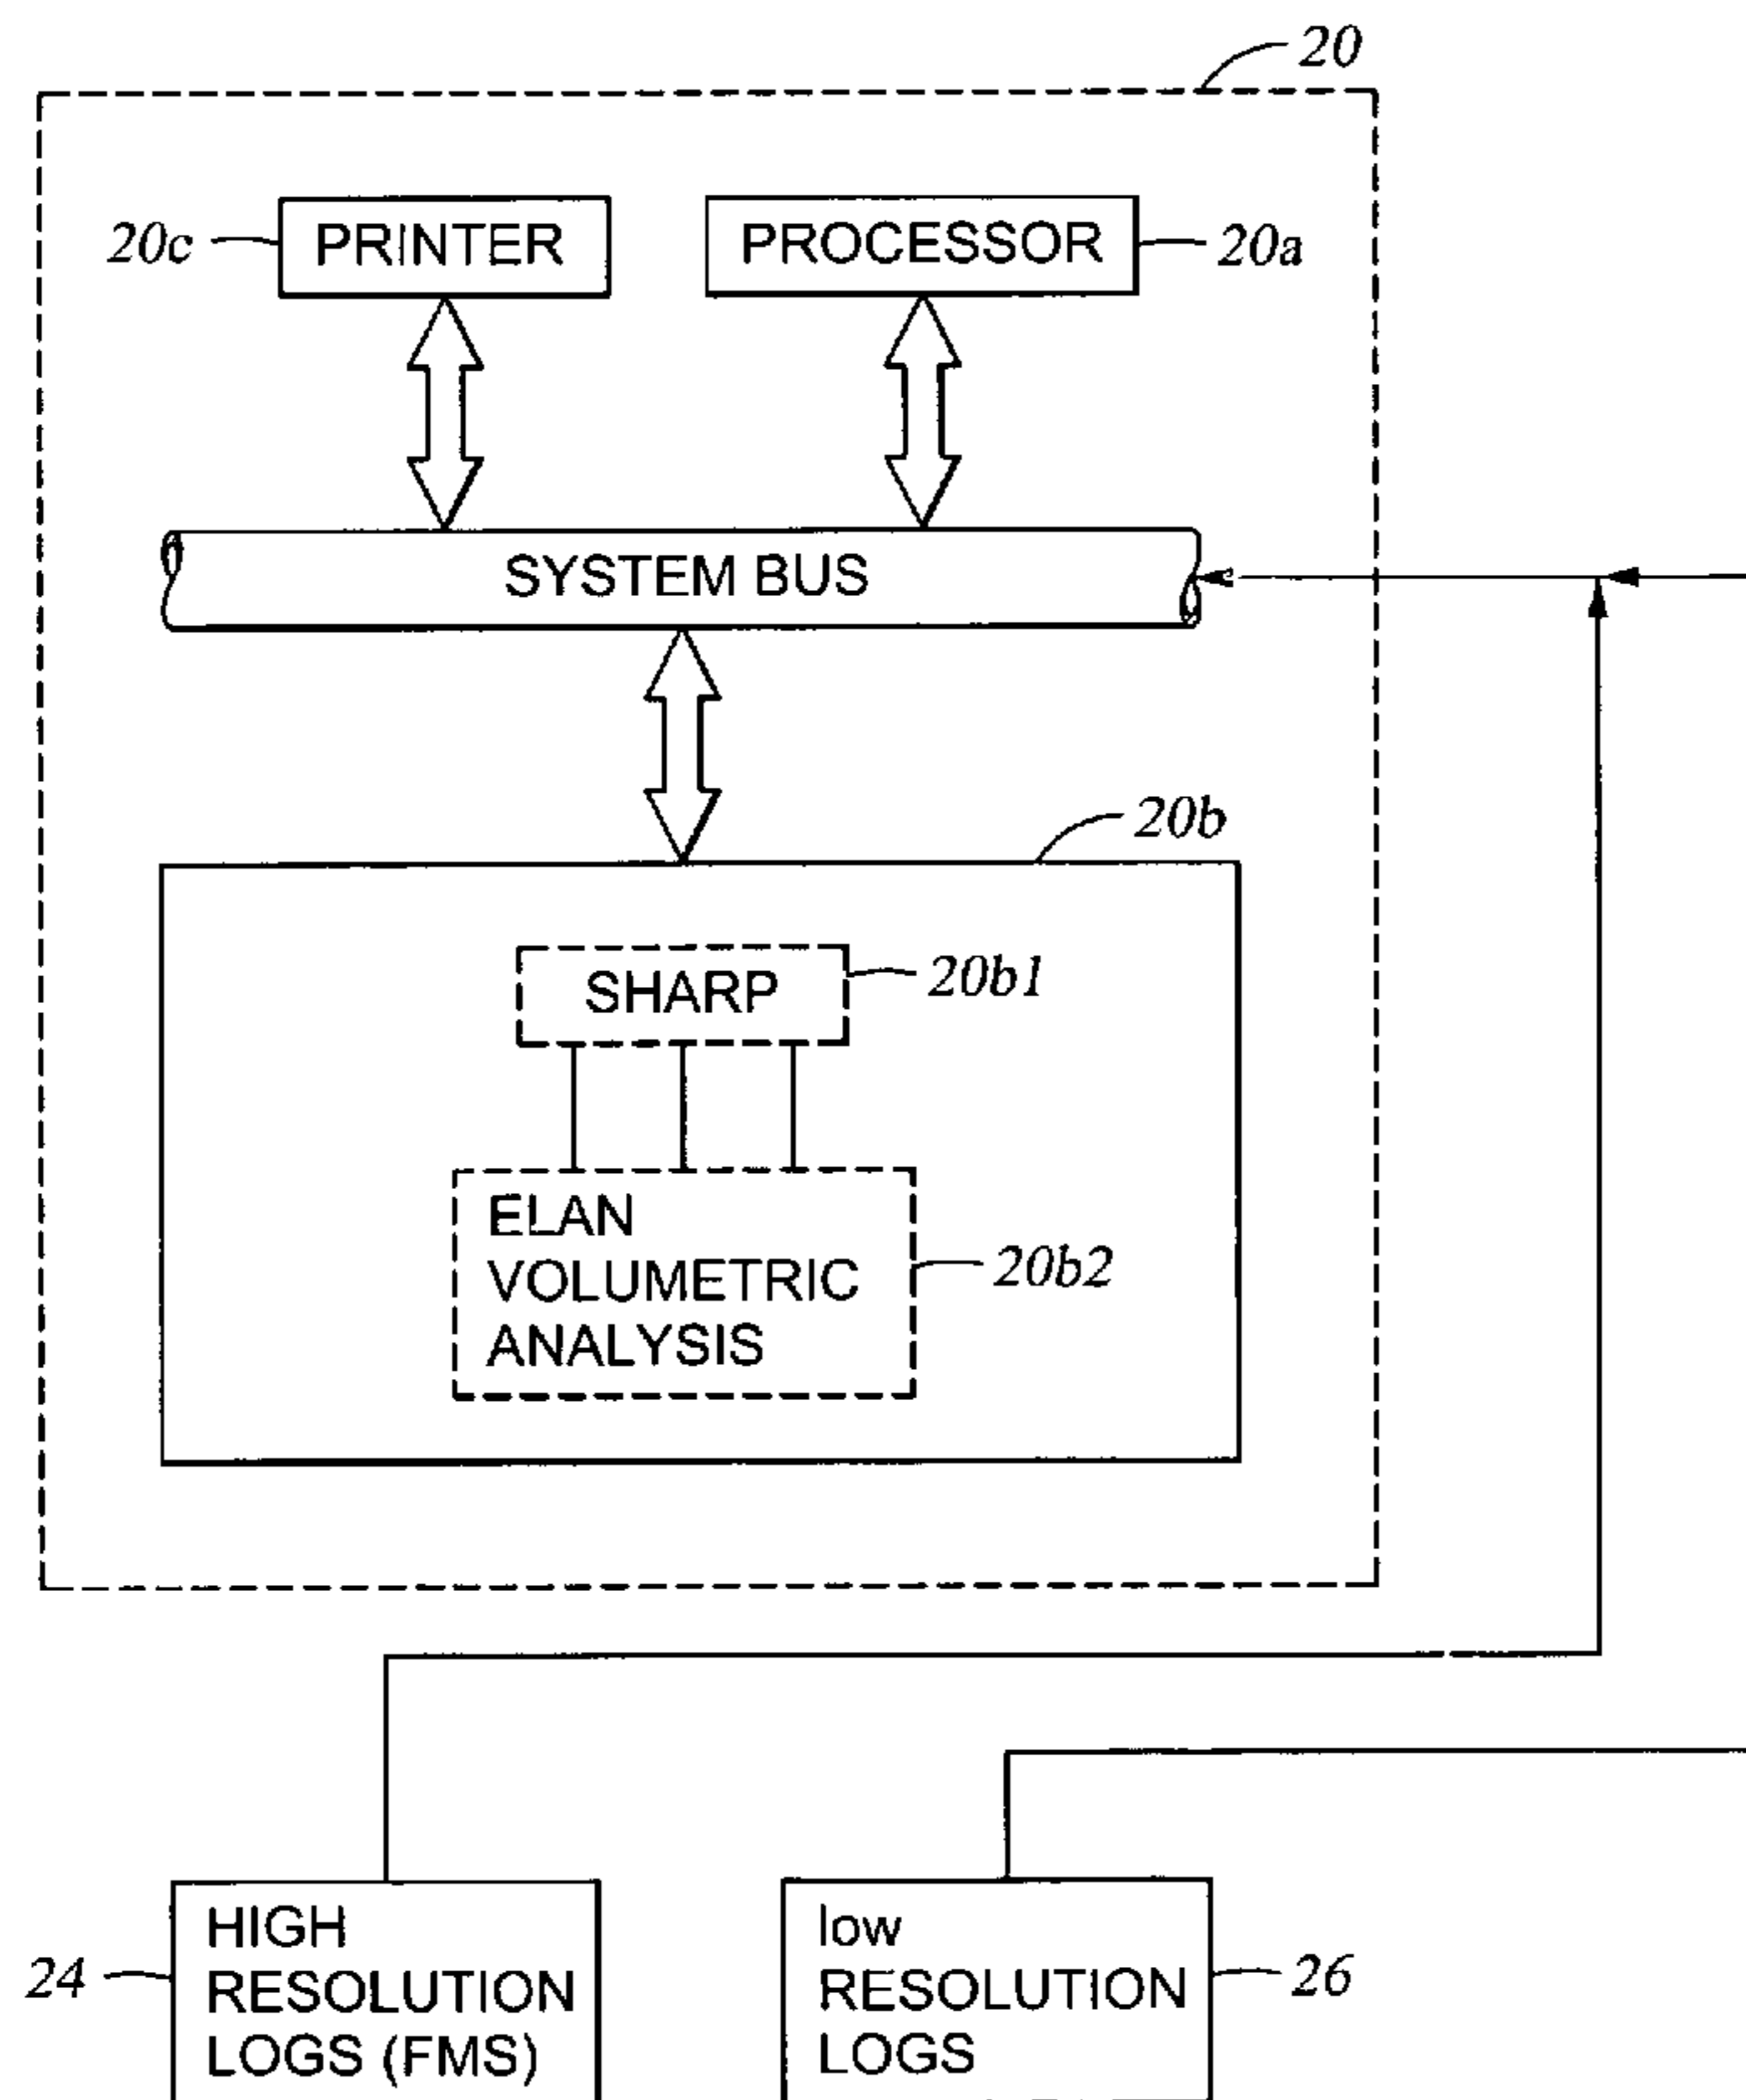 20
20c
PRINTER
PROCESSOR
20a
SYSTEM BUS
20b
SHARP
20b1
ELAN
VOLUMETRIC
ANALYSIS
20b2
24
HIGH
RESOLUTION
LOGS (FMS)
low
RESOLUTION
LOGS
26